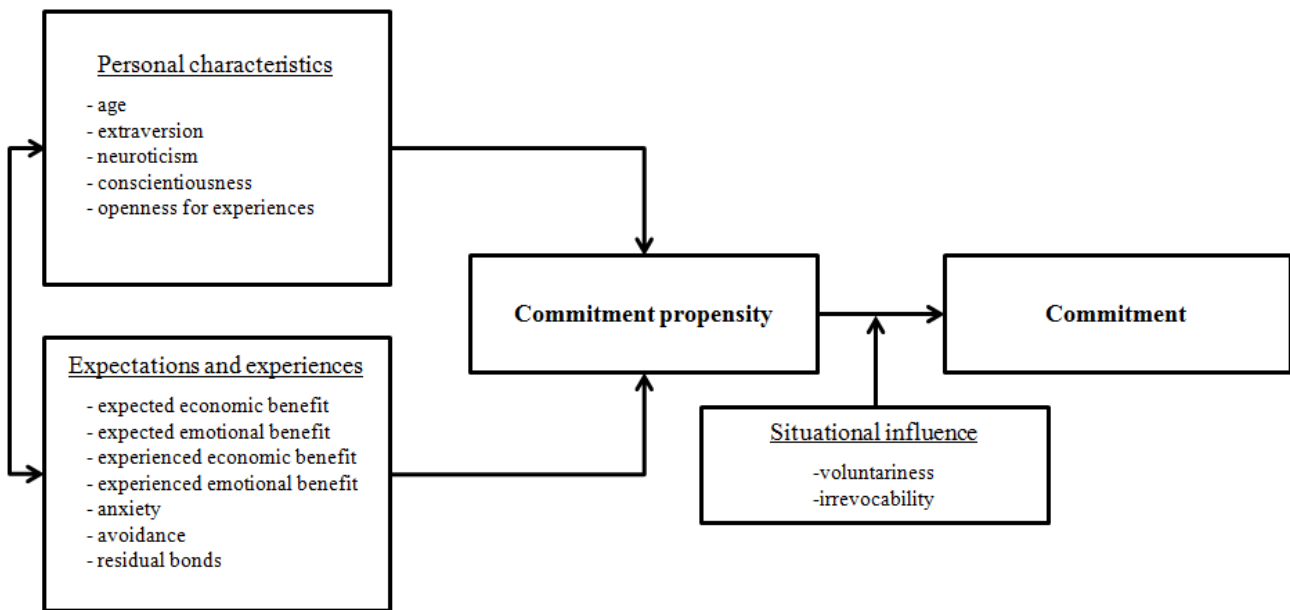 Personal characteristics
- age
- extraversion
- neuroticism
- conscientiousness
- openness for experiences
Expectations and experiences
- expected economic benefit
- expected emotional benefit
- experienced economic benefit
- experienced emotional benefit
- anxiety
- avoidance
- residual bonds
Commitment propensity
Commitment
Situational influence
-voluntariness
-irrevocability